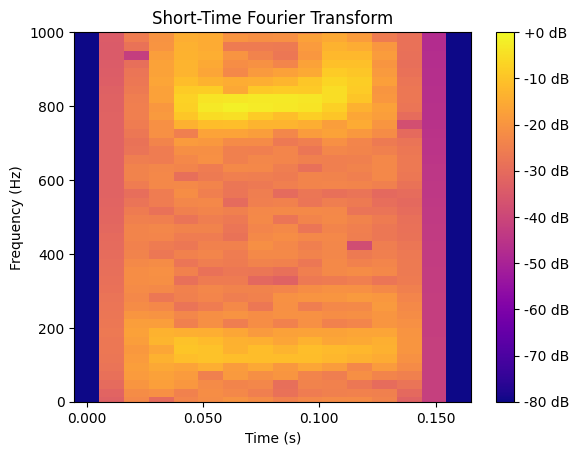 Short-Time Fourier Transform
1000
800
600
400
200
0
Frequency (Hz)
0.000
0.050
0.100
0.150
Time (s)
+0 dB
-10 dB
-20 dB
-30 dB
-40 dB
-50 dB
-60 dB
-70 dB
-80 dB